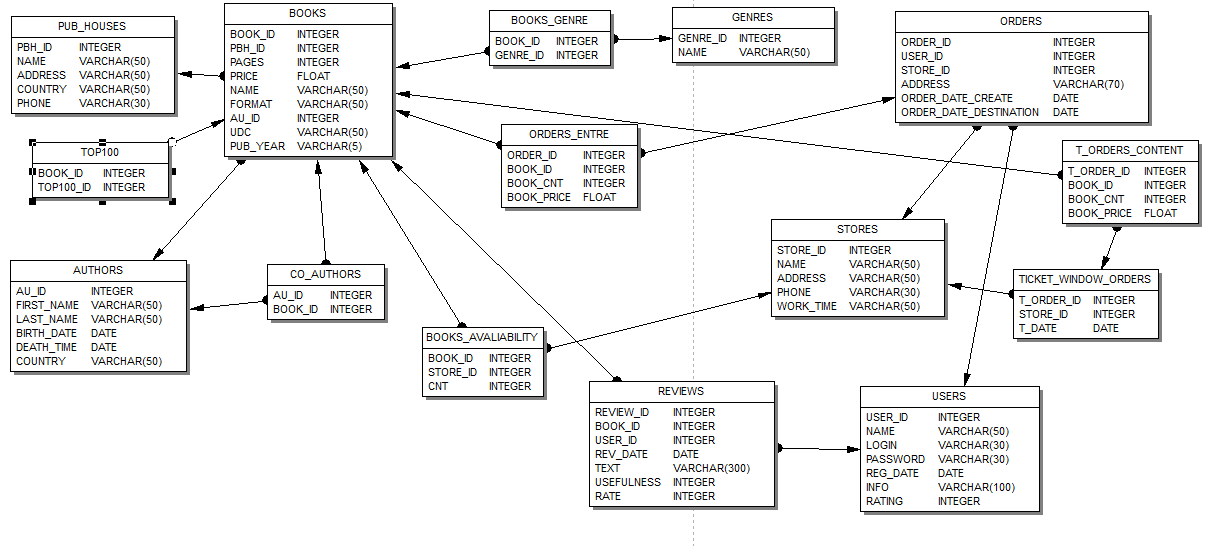 PUB_HOUSES
PBH_ID INTEGER
NAME VARCHAR(50)
ADDRESS VARCHAR(50)
COUNTRY VARCHAR(50)
PHONE VARCHAR(30)
BOOKS
BOOK_ID INTEGER
PBH_ID INTEGER
PAGES INTEGER
PRICE FLOAT
NAME VARCHAR(50)
FORMAT VARCHAR(50)
AU_ID INTEGER
UDC VARCHAR(50)
PUB_YEAR VARCHAR(5)
BOOKS_GENRE
BOOK_ID INTEGER
GENRE_ID INTEGER
GENRES
GENRE_ID INTEGER
NAME VARCHAR(50)
ORDERS
ORDER_ID INTEGER
USER_ID INTEGER
STORE_ID INTEGER
ADDRESS VARCHAR(70)
ORDER_DATE_CREATE DATE
ORDER_DATE_DESTINATION DATE
TOP100
BOOK_ID INTEGER
TOP100_ID INTEGER
ORDERS_ENTRE
ORDER_ID INTEGER
BOOK_ID INTEGER
BOOK_CNT INTEGER
BOOK_PRICE FLOAT
T_ORDERS_CONTENT
T_ORDER_ID INTEGER
BOOK_ID INTEGER
BOOK_CNT INTEGER
BOOK_PRICE FLOAT
AUTHORS
AU_ID INTEGER
FIRST_NAME VARCHAR(50)
LAST_NAME VARCHAR(50)
BIRTH_DATE DATE
DEATH_TIME DATE
COUNTRY VARCHAR(50)
CO_AUTHORS
AU_ID INTEGER
BOOK_ID INTEGER
STORES
STORE_ID INTEGER
NAME VARCHAR(50)
ADDRESS VARCHAR(50)
PHONE VARCHAR(30)
WORK_TIME VARCHAR(50)
TICKET_WINDOW_ORDERS
T_ORDER_ID INTEGER
STORE_ID INTEGER
T_DATE DATE
BOOKS_AVALIABILITY
BOOK_ID INTEGER
STORE_ID INTEGER
CNT INTEGER
REVIEWS
REVIEW_ID INTEGER
BOOK_ID INTEGER
USER_ID INTEGER
REV_DATE DATE
TEXT VARCHAR(300)
USEFULNESS INTEGER
RATE INTEGER
USERS
USER_ID INTEGER
NAME VARCHAR(50)
LOGIN VARCHAR(30)
PASSWORD VARCHAR(30)
REG_DATE DATE
INFO VARCHAR(100)
RATING INTEGER